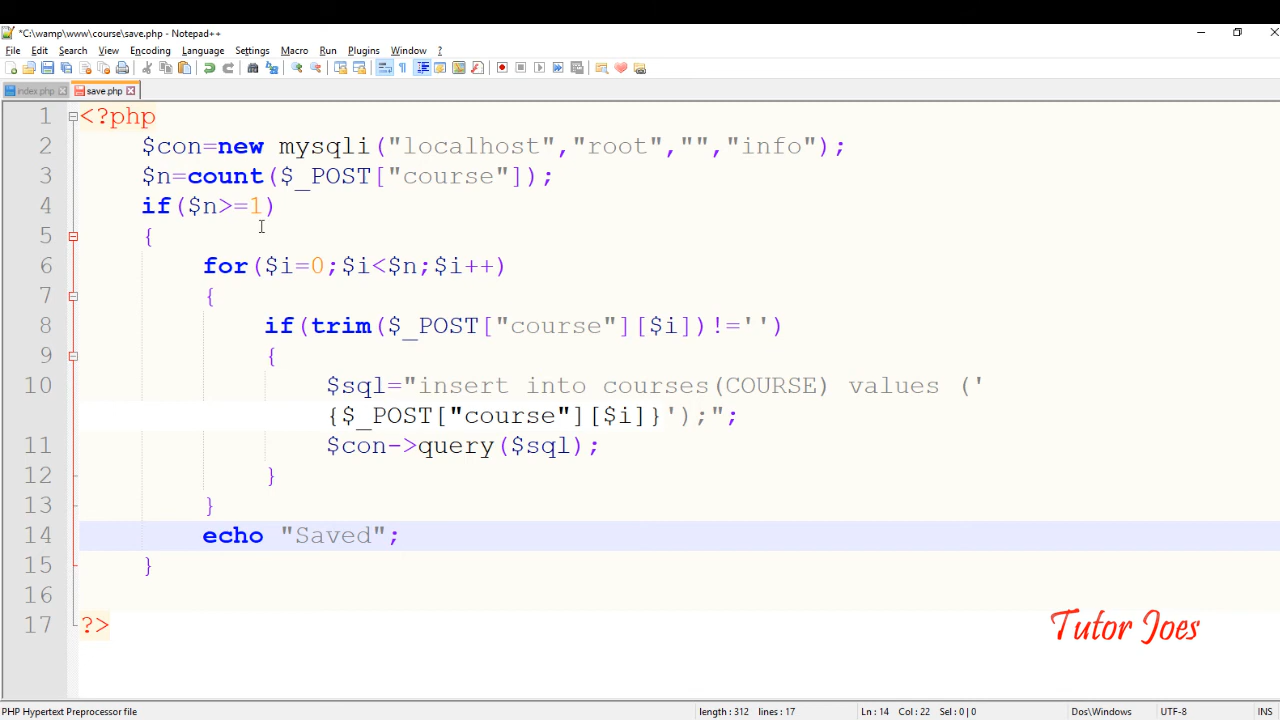 *C:\wamp\www\course\save.php - Notepad++
File Edit Search View Encoding Language Settings Macro Run Plugins Window ?
index.php save.php
1 <?php
2 $con=new mysqli("localhost","root","","info");
3 $n=count($_POST["course"]);
4 if($n>=1)
5 {
6 for($i=0;$i<$n;$i++)
7 {
8 if(trim($_POST["course"][$i])!='')
9 {
10 $sql="insert into courses(COURSE) values ('
{$_POST["course"][$i]}');";
11 $con->query($sql);
12 }
13 }
14 echo "Saved";
15 }
16
17 ?>
Tutor Joes
PHP Hypertext Preprocessor file length : 312 lines : 17 Ln : 14 Col : 22 Sel : 0 | 0 Dos\Windows UTF-8 INS